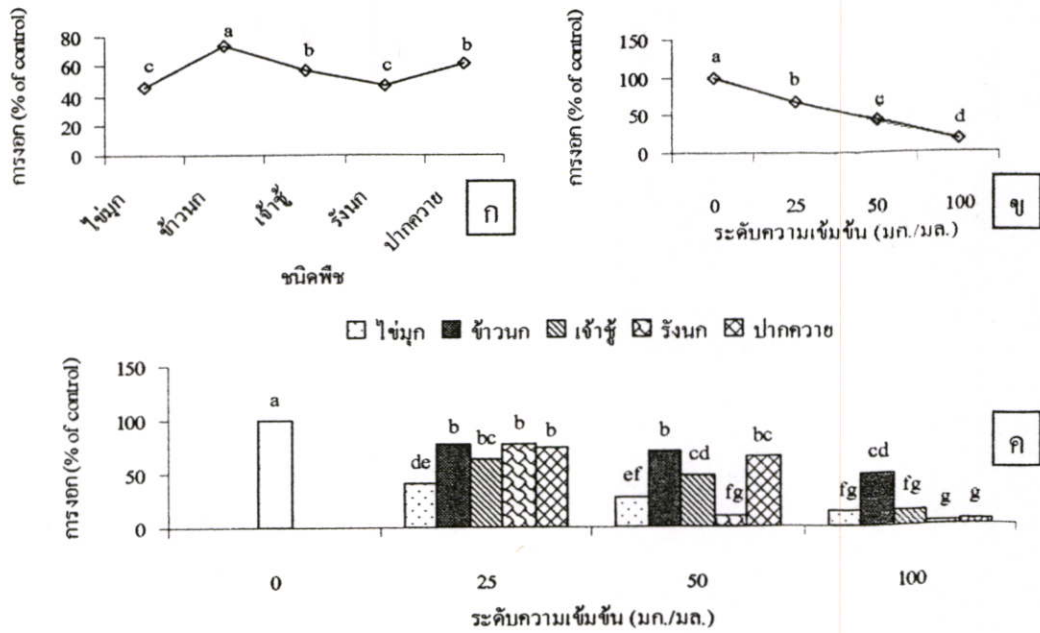 การงอก (% of control)
80
60
40
20
0
c
a
b
c
b
ไข่มุก
ข้าวนก
เจ้าชู้
รังนก
ปากควาย
ชนิดพืช
ก
การงอก (% of control)
150
100
50
0
a
b
c
d
0 25 50 100
ระดับความเข้มข้น (มก./มล.)
ข
ไข่มุก ข้าวนก เจ้าชู้ รังนก ปากควาย
การงอก (% of control)
150
100
50
0
a
de b bc b b
ef b cd fg bc
fg cd fg g g
0 25 50 100
ระดับความเข้มข้น (มก./มล.)
ค